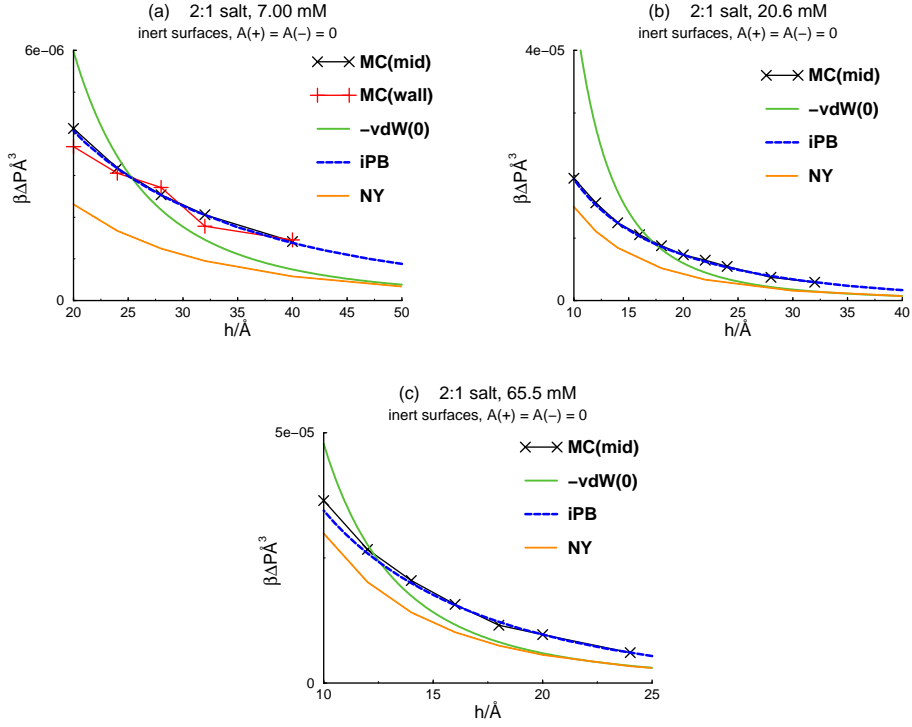 (a) 2:1 salt, 7.00 mM
inert surfaces, A(+) = A(−) = 0
6e-06
0
βΔPÅ³
20 25 30 35 40 45 50
h/Å
MC(mid)
MC(wall)
−vdW(0)
iPB
NY
(b) 2:1 salt, 20.6 mM
inert surfaces, A(+) = A(−) = 0
4e-05
0
βΔPÅ³
10 15 20 25 30 35 40
h/Å
MC(mid)
−vdW(0)
iPB
NY
(c) 2:1 salt, 65.5 mM
inert surfaces, A(+) = A(−) = 0
5e-05
0
βΔPÅ³
10 15 20 25
h/Å
MC(mid)
−vdW(0)
iPB
NY